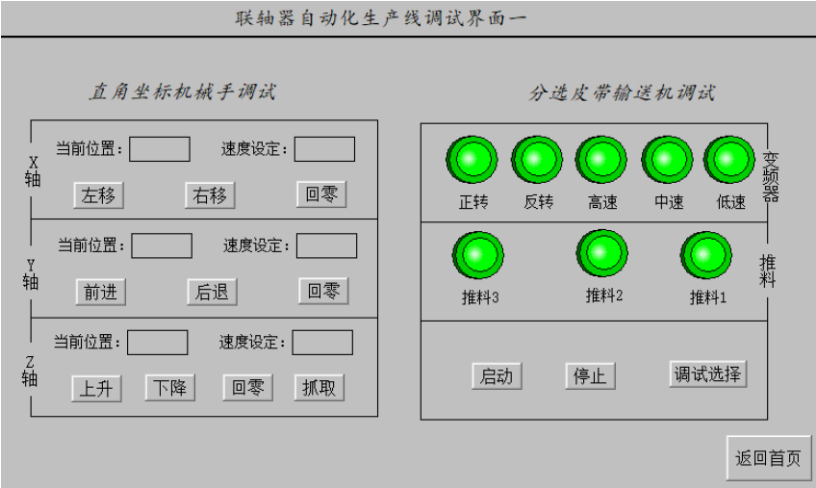 联轴器自动化生产线调试界面一
直角坐标机械手调试
X轴
当前位置： 速度设定：
左移 右移 回零
Y轴
当前位置： 速度设定：
前进 后退 回零
Z轴
当前位置： 速度设定：
上升 下降 回零 抓取
分选皮带输送机调试
正转 反转 高速 中速 低速
变频器
推料3 推料2 推料1
推料
启动 停止 调试选择
返回首页